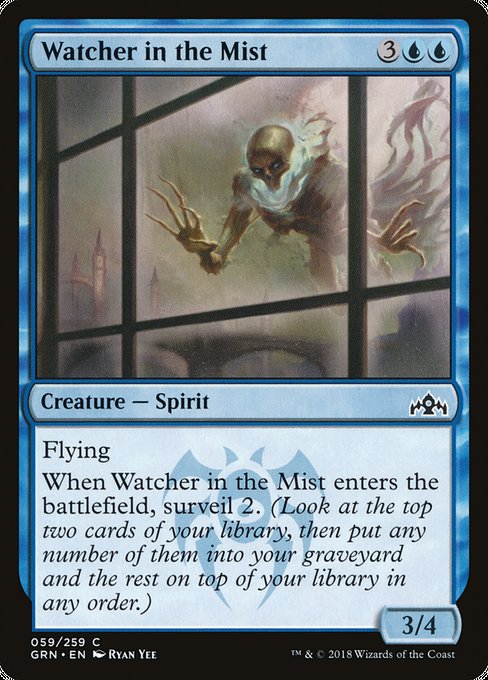 Watcher in the Mist 3
Creature — Spirit
Flying
When Watcher in the Mist enters the
battlefield, surveil 2. (Look at the top
two cards of your library, then put any
number of them into your graveyard
and the rest on top of your library in
any order.)
3/4
059/259 C
GRN • EN Ryan Yee
™ & © 2018 Wizards of the Coast